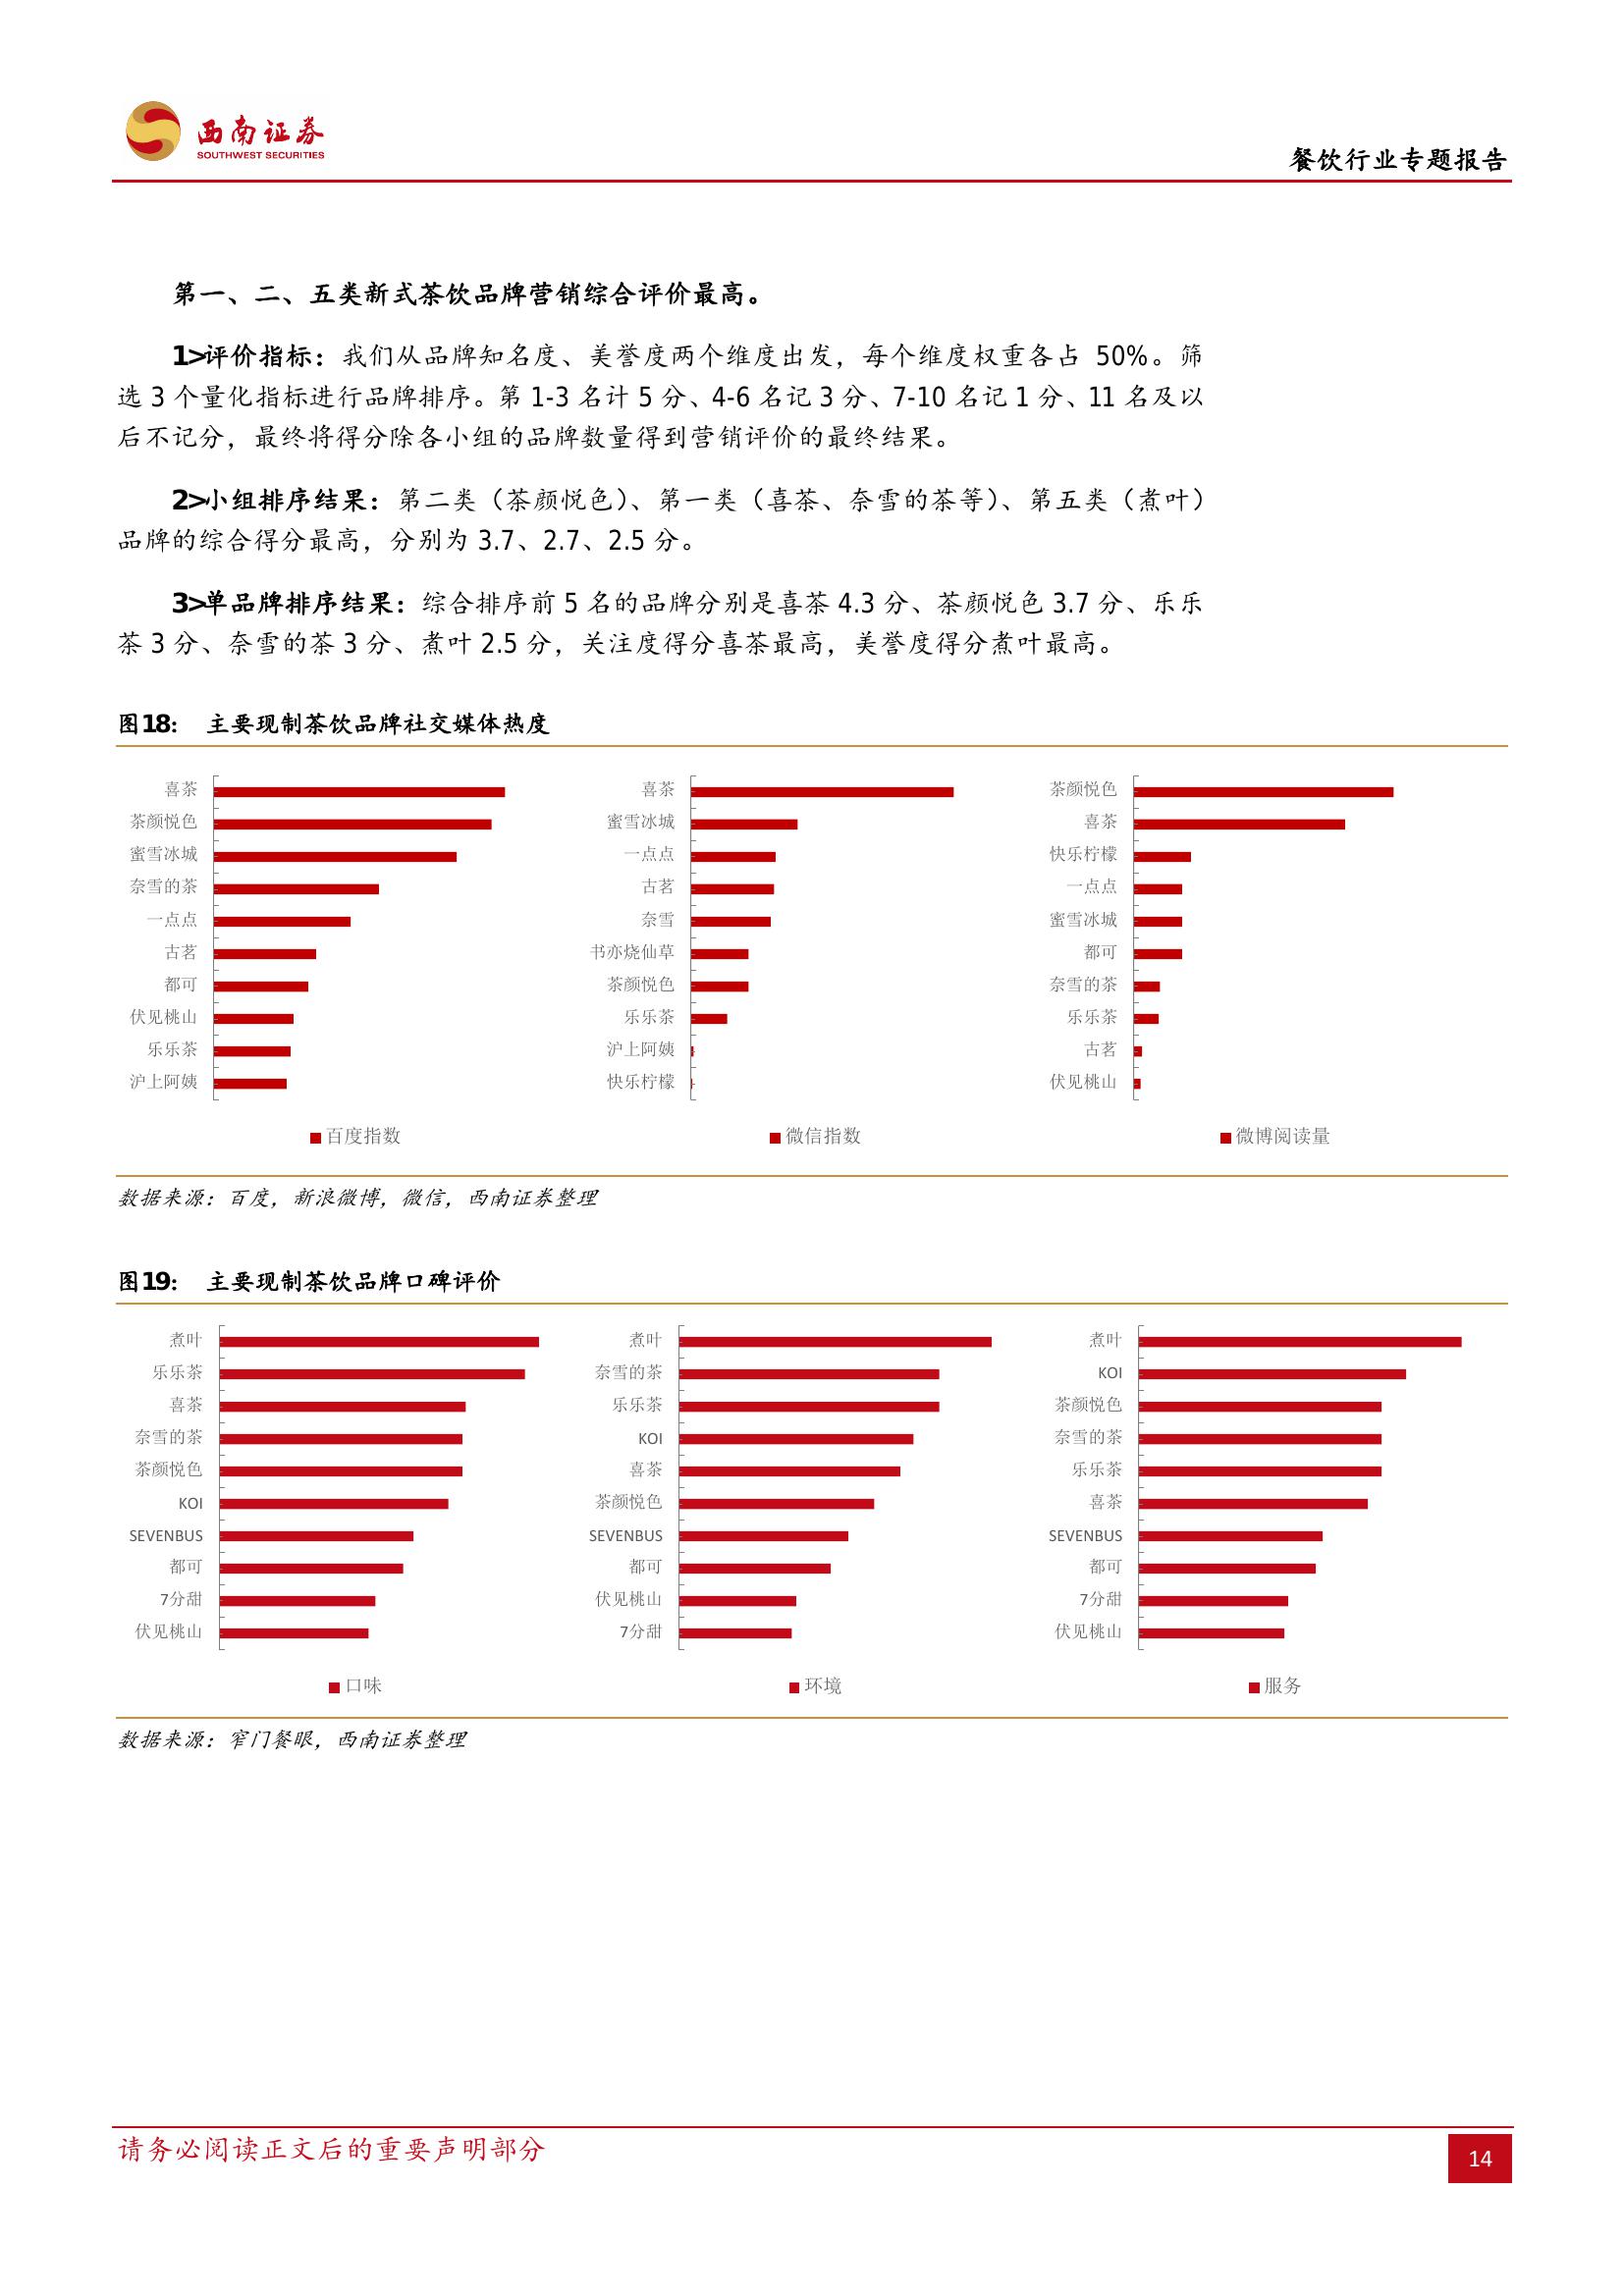 西南证券
SOUTHWEST SECURITIES
餐饮行业专题报告
第一、二、五类新式茶饮品牌营销综合评价最高。
1>评价指标：我们从品牌知名度、美誉度两个维度出发，每个维度权重各占 50%。筛
选 3 个量化指标进行品牌排序。第 1-3 名计 5 分、4-6 名记 3 分、7-10 名记 1 分、11 名及以
后不记分，最终将得分除各小组的品牌数量得到营销评价的最终结果。
2>小组排序结果：第二类（茶颜悦色）、第一类（喜茶、奈雪的茶等）、第五类（煮叶）
品牌的综合得分最高，分别为 3.7、2.7、2.5 分。
3>单品牌排序结果：综合排序前 5 名的品牌分别是喜茶 4.3 分、茶颜悦色 3.7 分、乐乐
茶 3 分、奈雪的茶 3 分、煮叶 2.5 分，关注度得分喜茶最高，美誉度得分煮叶最高。
图18： 主要现制茶饮品牌社交媒体热度
喜茶
茶颜悦色
蜜雪冰城
奈雪的茶
一点点
古茗
都可
伏见桃山
乐乐茶
沪上阿姨
百度指数
喜茶
蜜雪冰城
一点点
古茗
奈雪
书亦烧仙草
茶颜悦色
乐乐茶
沪上阿姨
快乐柠檬
微信指数
茶颜悦色
喜茶
快乐柠檬
一点点
蜜雪冰城
都可
奈雪的茶
乐乐茶
古茗
伏见桃山
微博阅读量
数据来源：百度，新浪微博，微信，西南证券整理
图19： 主要现制茶饮品牌口碑评价
煮叶
乐乐茶
喜茶
奈雪的茶
茶颜悦色
KOI
SEVENBUS
都可
7分甜
伏见桃山
口味
煮叶
奈雪的茶
乐乐茶
KOI
喜茶
茶颜悦色
SEVENBUS
都可
伏见桃山
7分甜
环境
煮叶
KOI
茶颜悦色
奈雪的茶
乐乐茶
喜茶
SEVENBUS
都可
7分甜
伏见桃山
服务
数据来源：窄门餐眼，西南证券整理
请务必阅读正文后的重要声明部分
14